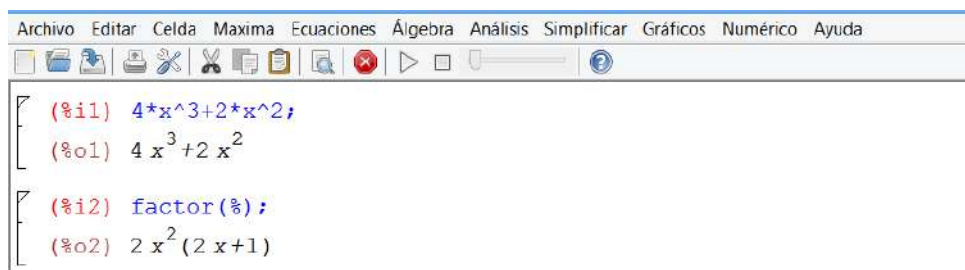 Archivo Editar Celda Maxima Ecuaciones Álgebra Análisis Simplificar Gráficos Numérico Ayuda
(%i1) 4*x^3+2*x^2;
(%o1) 4 x³+2 x²
(%i2) factor(%);
(%o2) 2 x²(2 x+1)